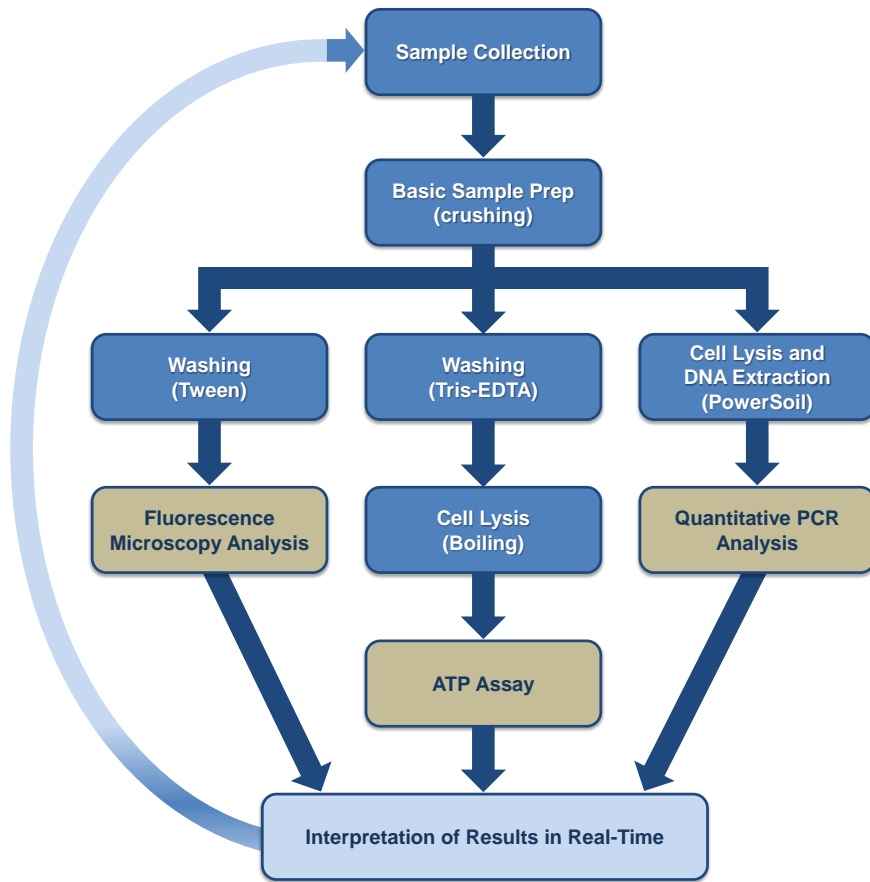 Sample Collection
Basic Sample Prep
(crushing)
Washing
(Tween)
Washing
(Tris-EDTA)
Cell Lysis and
DNA Extraction
(PowerSoil)
Fluorescence
Microscopy Analysis
Cell Lysis
(Boiling)
Quantitative PCR
Analysis
ATP Assay
Interpretation of Results in Real-Time